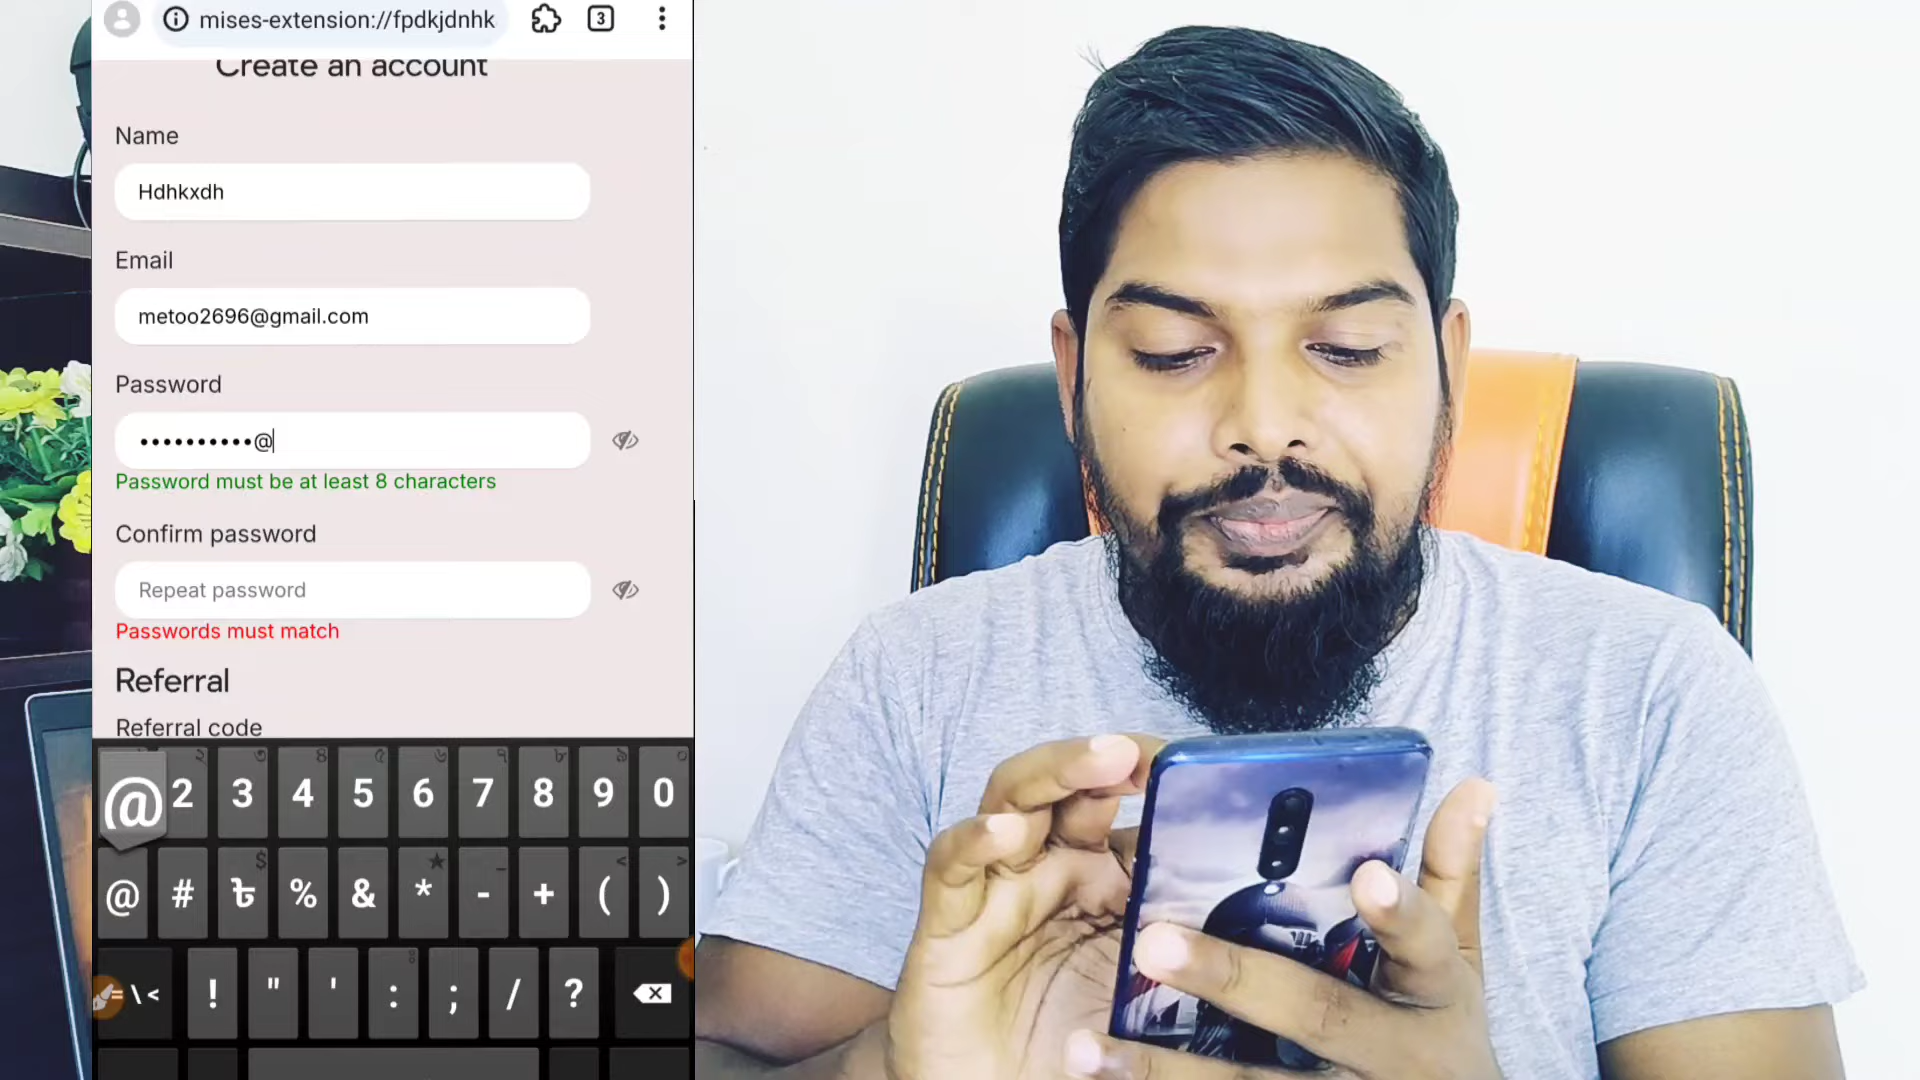 mises-extension://fpdkjdnhk
3
Create an account
Name
Hdhkxdh
Email
metoo2696@gmail.com
Password
••••••••••@
Password must be at least 8 characters
Confirm password
Repeat password
Passwords must match
Referral
Referral code
@ 2 3 4 5 6 7 8 9 0
@ # ৳ % & * - + ( )
= \ < ! " ' : ; / ?